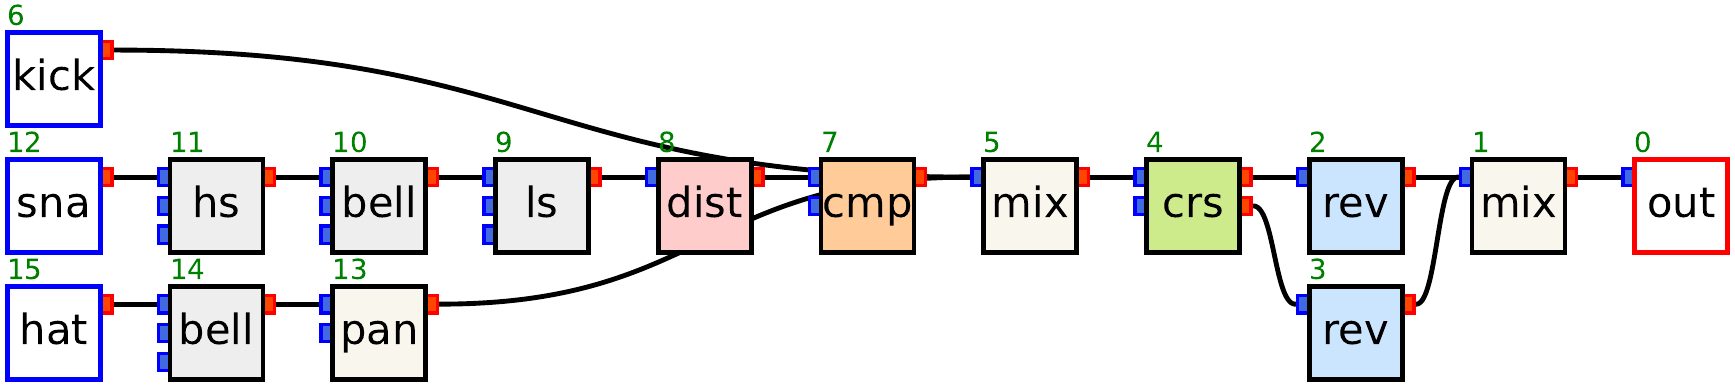 6
kick
12 11 10 9 8 7 5 4 2 1 0
sna hs bell ls dist cmp mix crs rev mix out
15 14 13 3
hat bell pan rev